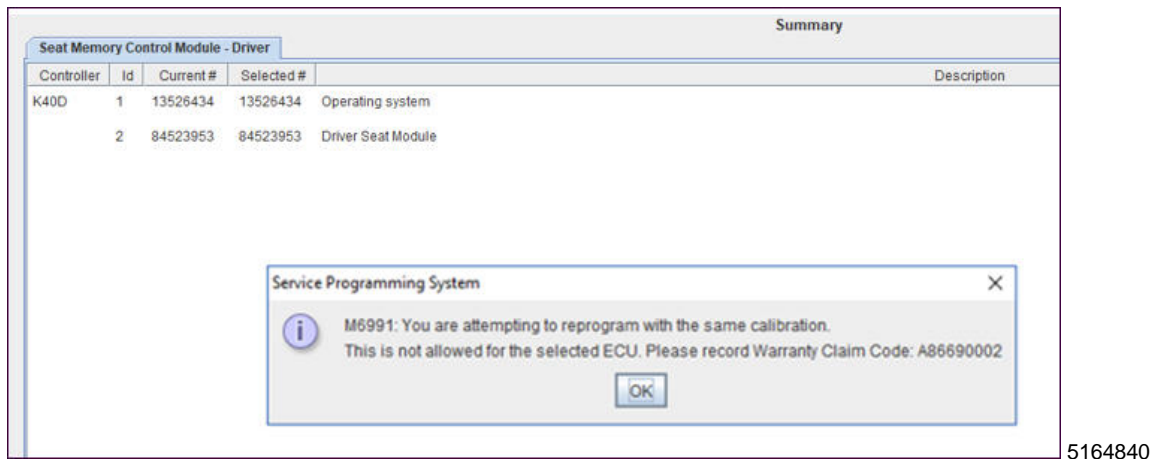 Summary
Seat Memory Control Module - Driver
Controller Id Current # Selected # Description
K40D 1 13526434 13526434 Operating system
2 84523953 84523953 Driver Seat Module
Service Programming System
M6991: You are attempting to reprogram with the same calibration.
This is not allowed for the selected ECU. Please record Warranty Claim Code: A86690002
OK
5164840